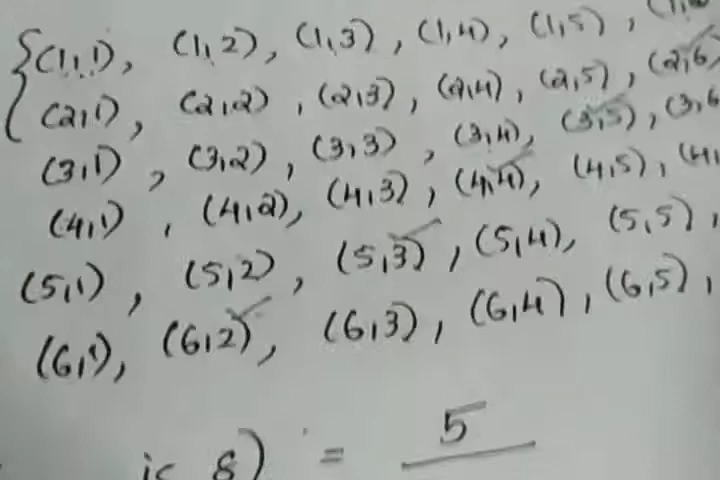 {(1,1), (1,2), (1,3), (1,4), (1,5),
(2,1), (2,2), (2,3), (2,4), (2,5), (2,6)
(3,1), (3,2), (3,3), (3,4), (3,5), (3,6
(4,1), (4,2), (4,3), (4,4), (4,5), (4,
(5,1), (5,2), (5,3), (5,4), (5,5),
(6,1), (6,2), (6,3), (6,4), (6,5),
is 8) = 5